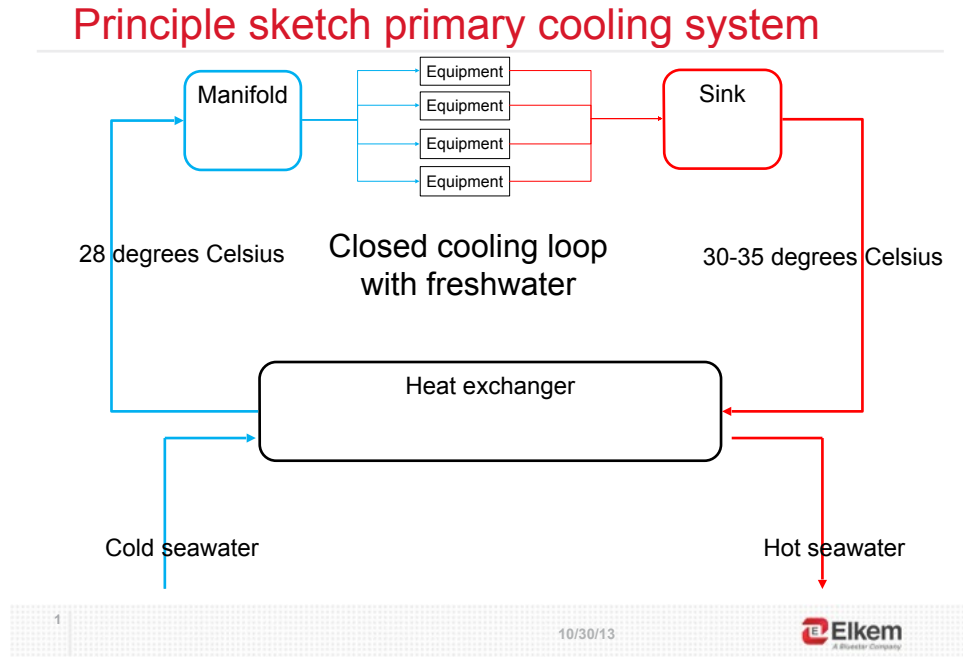 Principle sketch primary cooling system
Manifold
Equipment
Equipment
Equipment
Equipment
Sink
28 degrees Celsius
Closed cooling loop
with freshwater
30-35 degrees Celsius
Heat exchanger
Cold seawater
Hot seawater
1
10/30/13
Elkem
A Bluestar Company